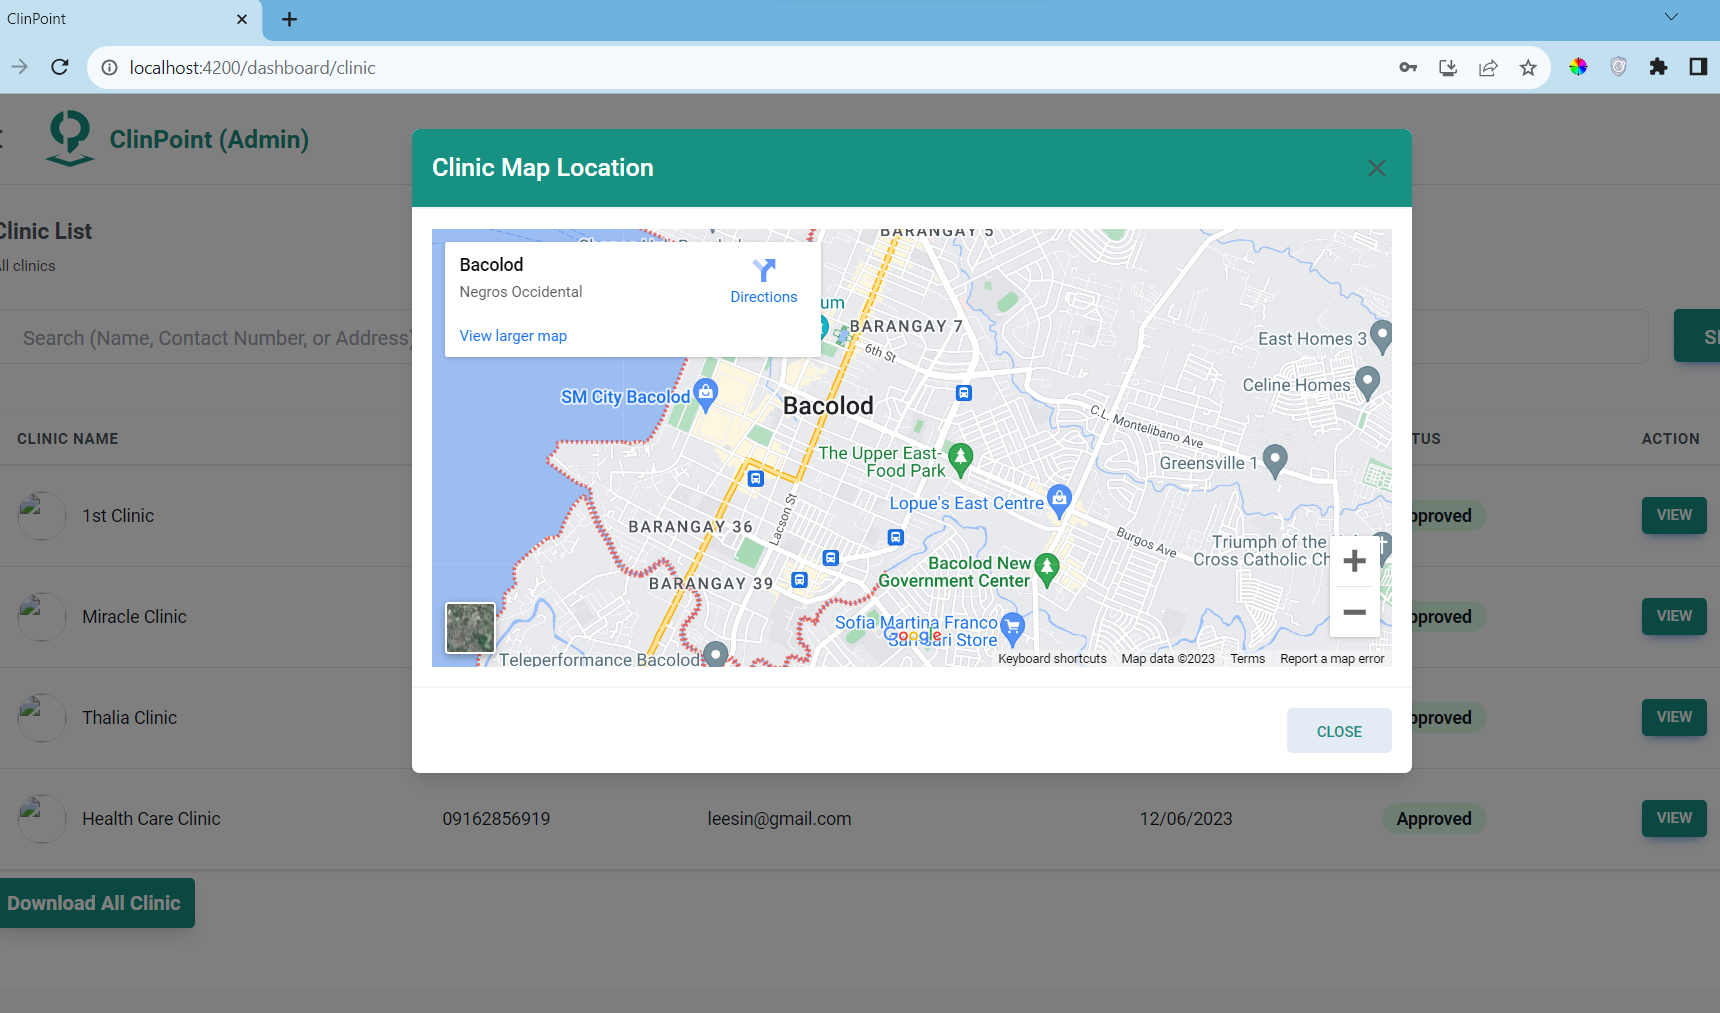 ClinPoint
localhost:4200/dashboard/clinic
ClinPoint (Admin)
Clinic Map Location
Clinic List
All clinics
Search (Name, Contact Number, or Address)
BARANGAY 5
Bacolod
Negros Occidental
Directions
View larger map
BARANGAY 7
6th St
East Homes 3
Celine Homes
SM City Bacolod
Bacolod
C.L. Montelibano Ave
The Upper East-
Food Park
Greensville 1
Lopue's East Centre
BARANGAY 36
Lacson St
Burgos Ave
Triumph of the
Cross Catholic Ch
BARANGAY 39
Bacolod New
Government Center
Sofia Martina Franco
Sari Sari Store
Google
Teleperformance Bacolod
Keyboard shortcuts Map data ©2023 Terms Report a map error
CLOSE
CLINIC NAME TUS ACTION
1st Clinic pproved VIEW
Miracle Clinic pproved VIEW
Thalia Clinic pproved VIEW
Health Care Clinic 09162856919 leesin@gmail.com 12/06/2023 Approved VIEW
Download All Clinic